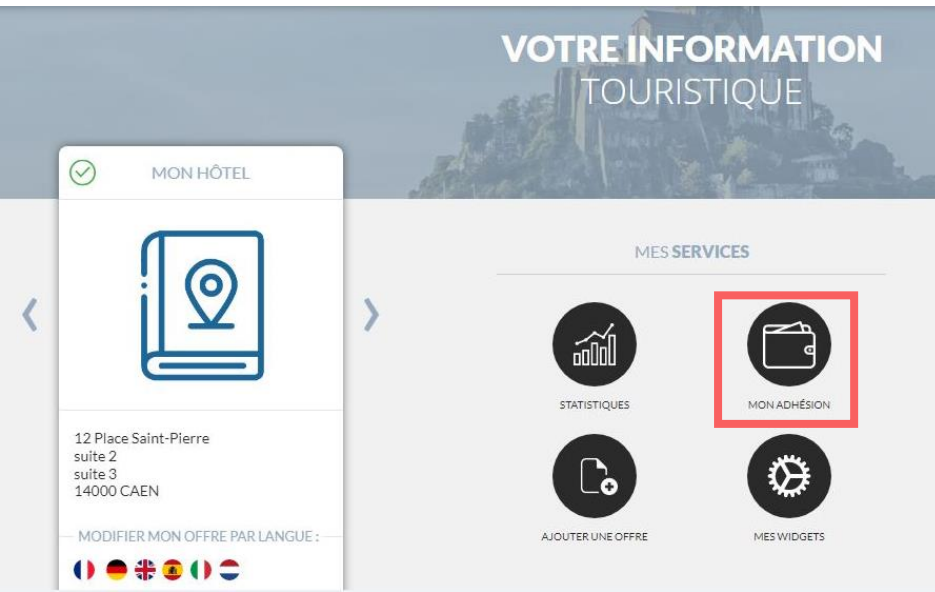 VOTRE INFORMATION
TOURISTIQUE
MON HÔTEL
12 Place Saint-Pierre
suite 2
suite 3
14000 CAEN
MODIFIER MON OFFRE PAR LANGUE :
MES SERVICES
STATISTIQUES
MON ADHÉSION
AJOUTER UNE OFFRE
MES WIDGETS